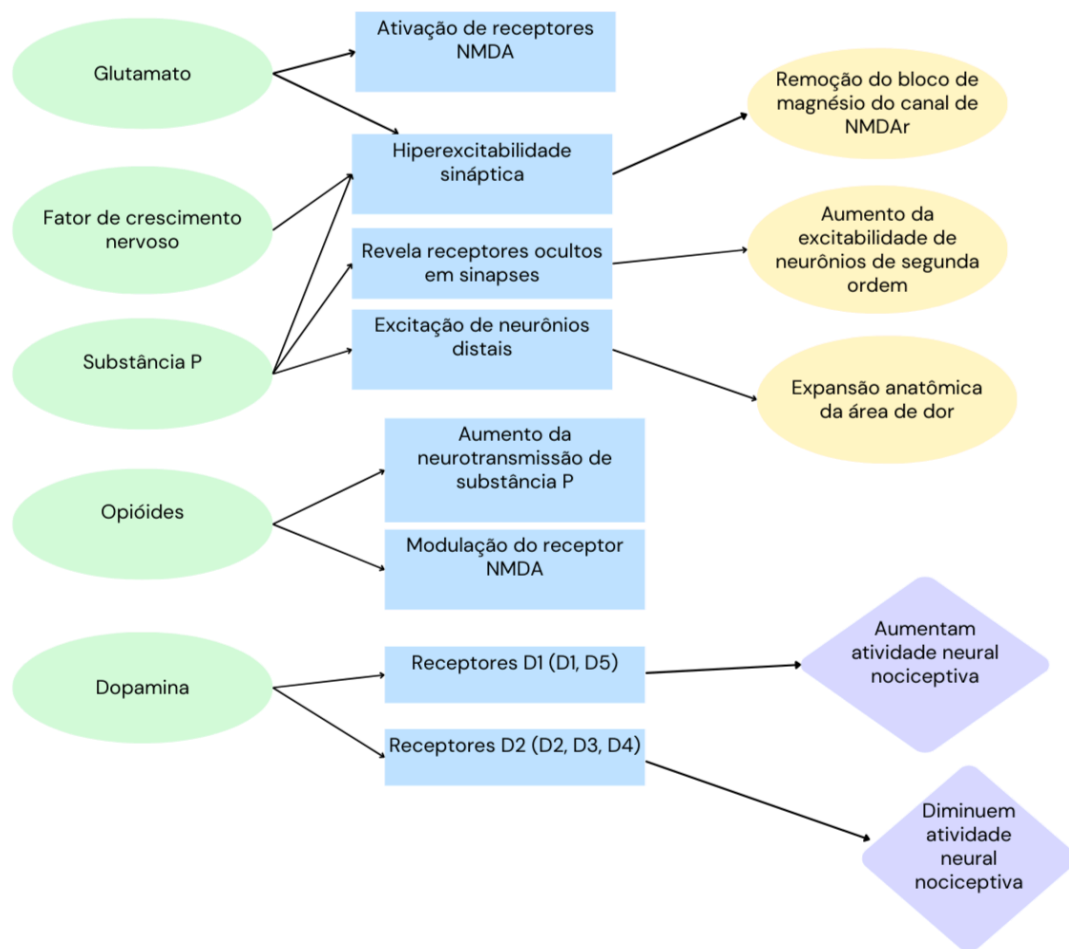 Glutamato
Ativação de receptores
NMDA
Remoção do bloco de
magnésio do canal de
NMDAr
Hiperexcitabilidade
sináptica
Fator de crescimento
nervoso
Aumento da
excitabilidade de
neurônios de segunda
ordem
Revela receptores ocultos
em sinapses
Substância P
Excitação de neurônios
distais
Expansão anatômica
da área de dor
Opióides
Aumento da
neurotransmissão de
substância P
Modulação do receptor
NMDA
Dopamina
Receptores D1 (D1, D5)
Aumentam
atividade neural
nociceptiva
Receptores D2 (D2, D3, D4)
Diminuem
atividade
neural
nociceptiva